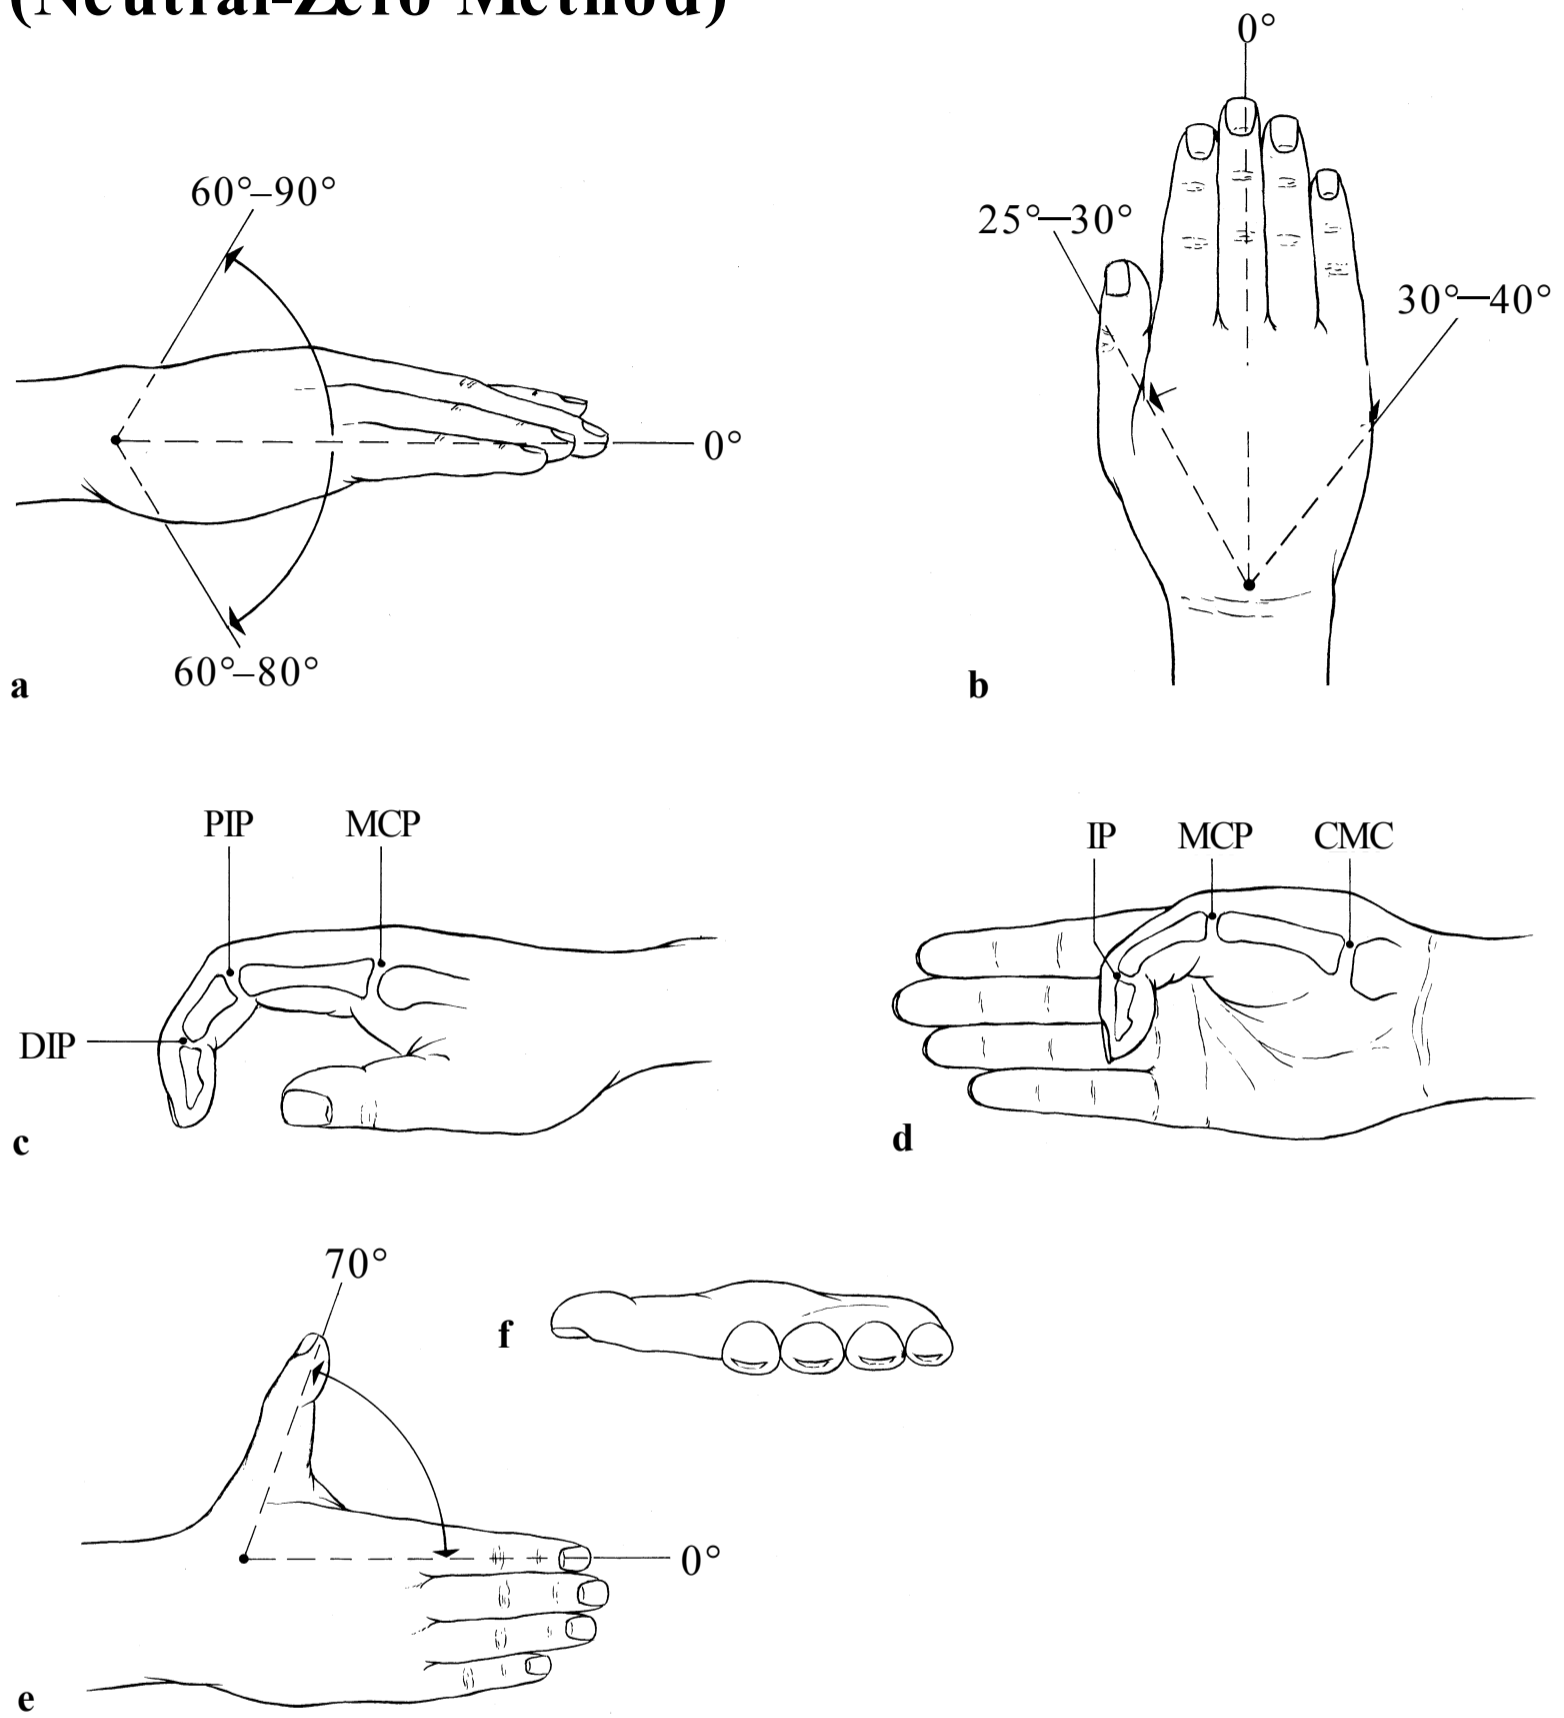 (Neutral-Zero Method)
0°
60°–90°
25°–30°
30°–40°
0°
60°–80°
a
b
PIP
MCP
IP
MCP
CMC
DIP
c
d
70°
f
0°
e